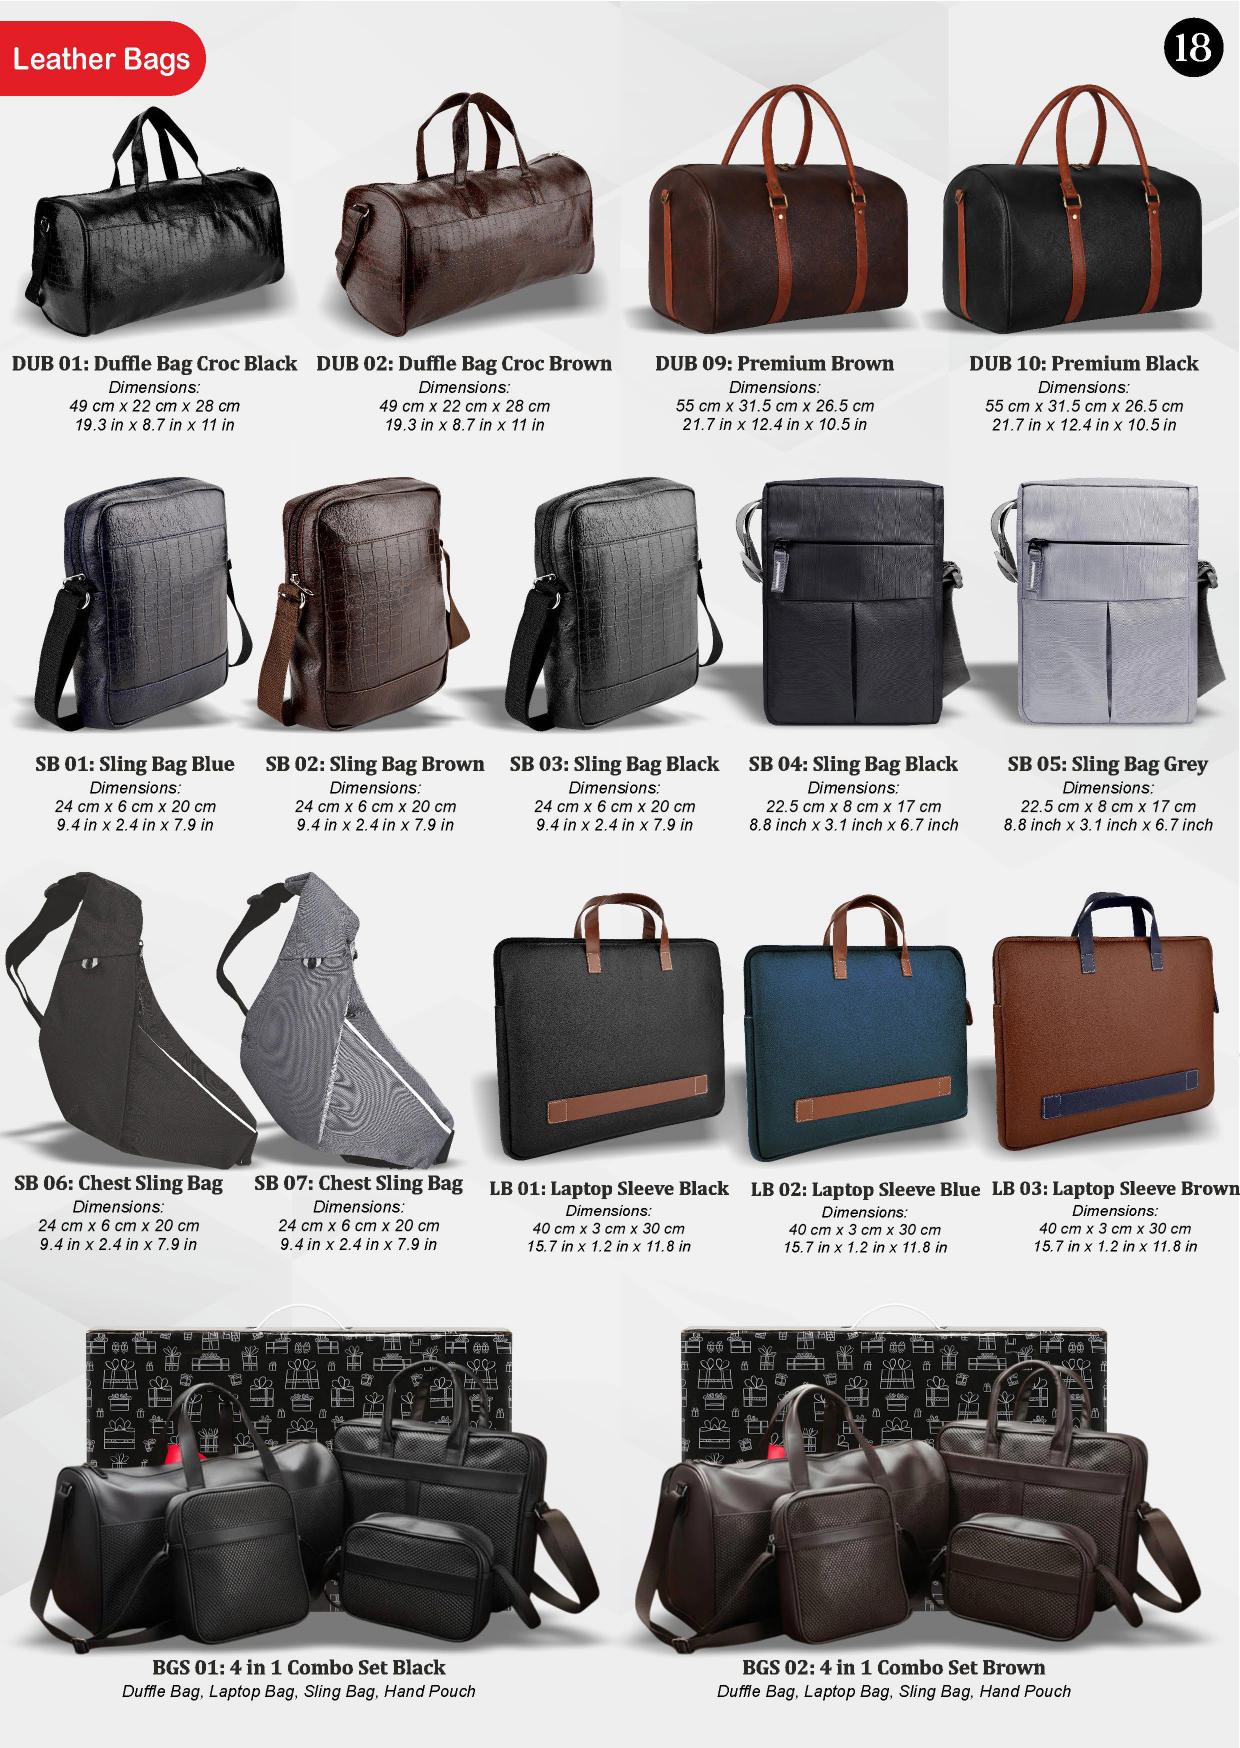 Leather Bags
18
DUB 01: Duffle Bag Croc Black
Dimensions:
49 cm x 22 cm x 28 cm
19.3 in x 8.7 in x 11 in
DUB 02: Duffle Bag Croc Brown
Dimensions:
49 cm x 22 cm x 28 cm
19.3 in x 8.7 in x 11 in
DUB 09: Premium Brown
Dimensions:
55 cm x 31.5 cm x 26.5 cm
21.7 in x 12.4 in x 10.5 in
DUB 10: Premium Black
Dimensions:
55 cm x 31.5 cm x 26.5 cm
21.7 in x 12.4 in x 10.5 in
SB 01: Sling Bag Blue
Dimensions:
24 cm x 6 cm x 20 cm
9.4 in x 2.4 in x 7.9 in
SB 02: Sling Bag Brown
Dimensions:
24 cm x 6 cm x 20 cm
9.4 in x 2.4 in x 7.9 in
SB 03: Sling Bag Black
Dimensions:
24 cm x 6 cm x 20 cm
9.4 in x 2.4 in x 7.9 in
SB 04: Sling Bag Black
Dimensions:
22.5 cm x 8 cm x 17 cm
8.8 inch x 3.1 inch x 6.7 inch
SB 05: Sling Bag Grey
Dimensions:
22.5 cm x 8 cm x 17 cm
8.8 inch x 3.1 inch x 6.7 inch
SB 06: Chest Sling Bag
Dimensions:
24 cm x 6 cm x 20 cm
9.4 in x 2.4 in x 7.9 in
SB 07: Chest Sling Bag
Dimensions:
24 cm x 6 cm x 20 cm
9.4 in x 2.4 in x 7.9 in
LB 01: Laptop Sleeve Black
Dimensions:
40 cm x 3 cm x 30 cm
15.7 in x 1.2 in x 11.8 in
LB 02: Laptop Sleeve Blue
Dimensions:
40 cm x 3 cm x 30 cm
15.7 in x 1.2 in x 11.8 in
LB 03: Laptop Sleeve Brown
Dimensions:
40 cm x 3 cm x 30 cm
15.7 in x 1.2 in x 11.8 in
BGS 01: 4 in 1 Combo Set Black
Duffle Bag, Laptop Bag, Sling Bag, Hand Pouch
BGS 02: 4 in 1 Combo Set Brown
Duffle Bag, Laptop Bag, Sling Bag, Hand Pouch